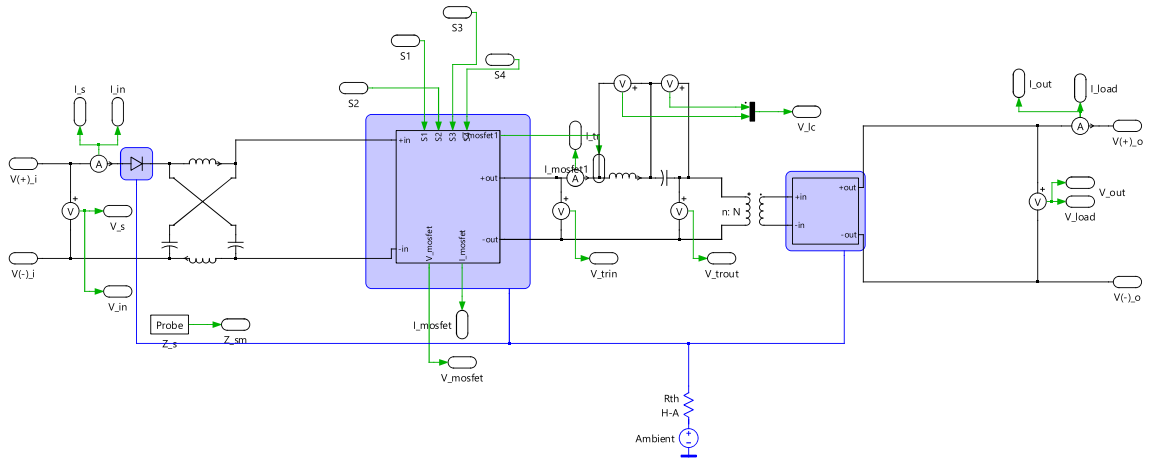 S3
S1
S4
S2
I_s
I_in
I_out
I_load
V_lc
S1
S2
S3
S4
I_mosfet1
I_tr
+in
V(+)_i
A
I_mosfet1
A
V
V
A
V(+)_o
+out
n: N
+in
+out
V
V_s
V
V
V
V_out
V_load
-in
-out
-in
-out
V(-)_i
V_mosfet
I_mosfet
V_trin
V_trout
V_in
V(-)_o
Probe
Z_s
Z_sm
I_mosfet
V_mosfet
Rth
H-A
Ambient